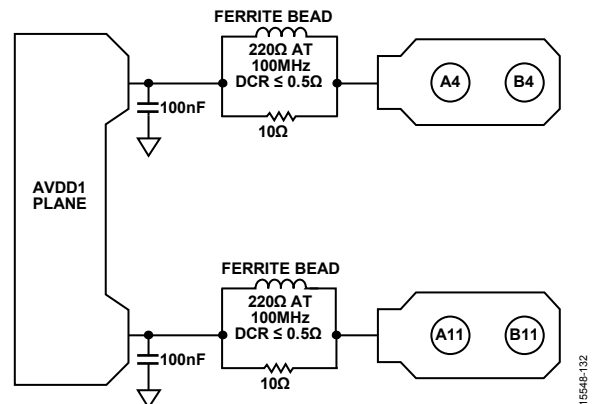 FERRITE BEAD
220Ω AT
100MHz
DCR ≤ 0.5Ω
10Ω
100nF
A4
B4
AVDD1
PLANE
FERRITE BEAD
220Ω AT
100MHz
DCR ≤ 0.5Ω
10Ω
100nF
A11
B11
15548-132